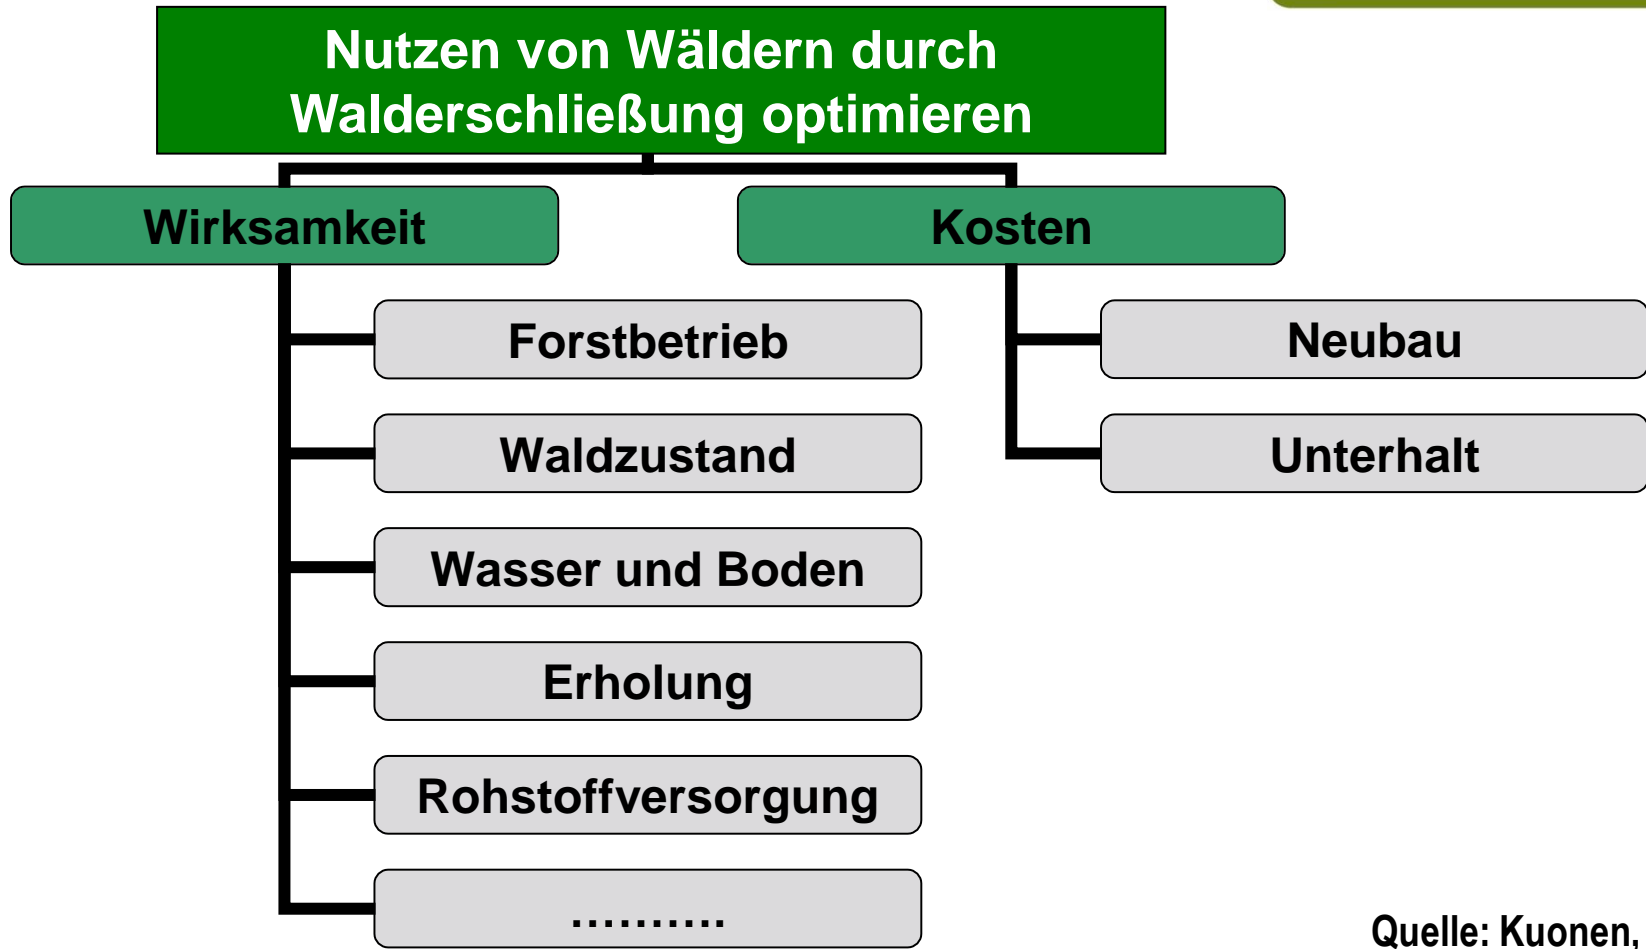 Nutzen von Wäldern durch
Walderschließung optimieren
Wirksamkeit
Kosten
Forstbetrieb
Neubau
Waldzustand
Unterhalt
Wasser und Boden
Erholung
Rohstoffversorgung
……….
Quelle: Kuonen,